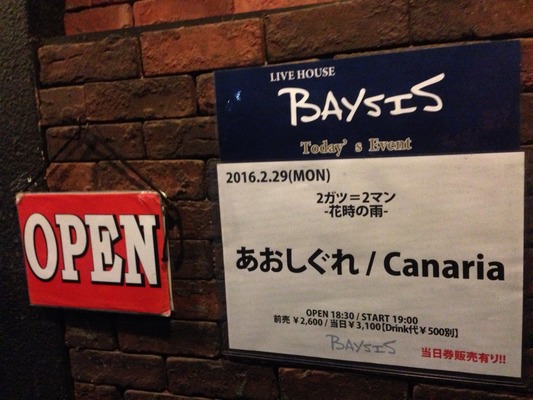 OPEN
LIVE HOUSE
BAYSIS
Today's Event
2016.2.29(MON)
2ガツ=2マン
-花時の雨-
あおしぐれ / Canaria
OPEN 18:30 / START 19:00
前売 ¥2,600 / 当日¥3,100[Drink代¥500別]
BAYSIS
当日券販売有り!!